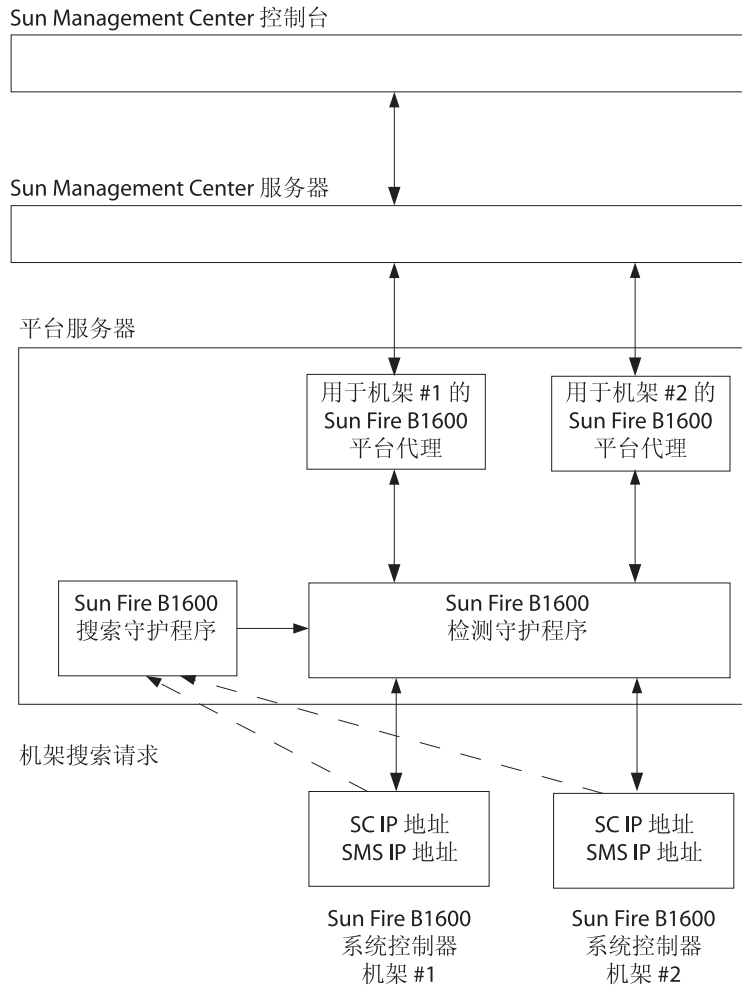 Sun Management Center 控制台
Sun Management Center 服务器
平台服务器
用于机架 #1 的
Sun Fire B1600
平台代理
用于机架 #2 的
Sun Fire B1600
平台代理
Sun Fire B1600
搜索守护程序
Sun Fire B1600
检测守护程序
机架搜索请求
SC IP 地址
SMS IP 地址
SC IP 地址
SMS IP 地址
Sun Fire B1600
系统控制器
机架 #1
Sun Fire B1600
系统控制器
机架 #2